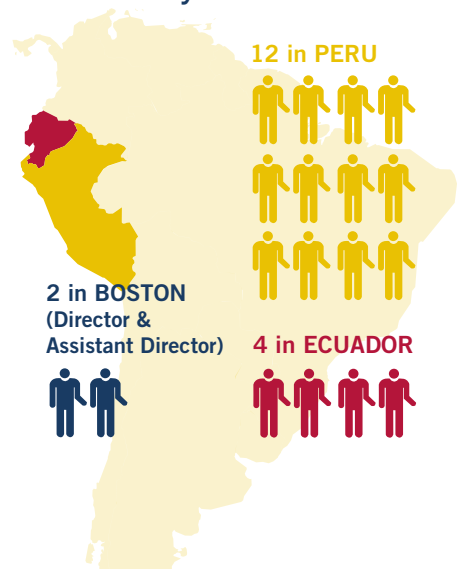 12 in PERU
2 in BOSTON
(Director &
Assistant Director)
4 in ECUADOR